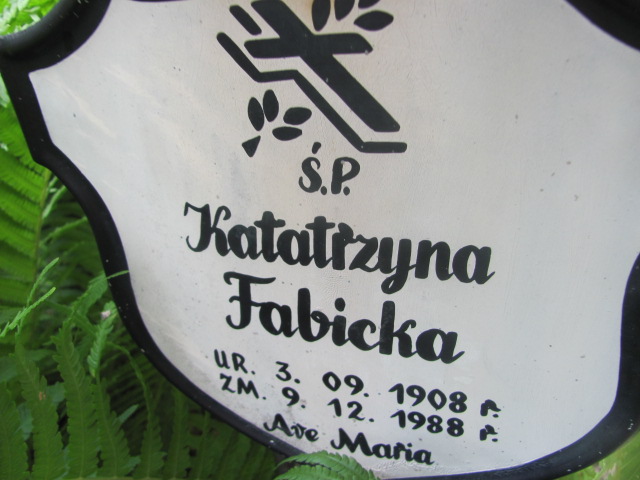 Ś.P.
Katatrzyna
Fabicka
UR. 3. 09. 1908 r.
ZM. 9. 12. 1988 r.
Ave Maria